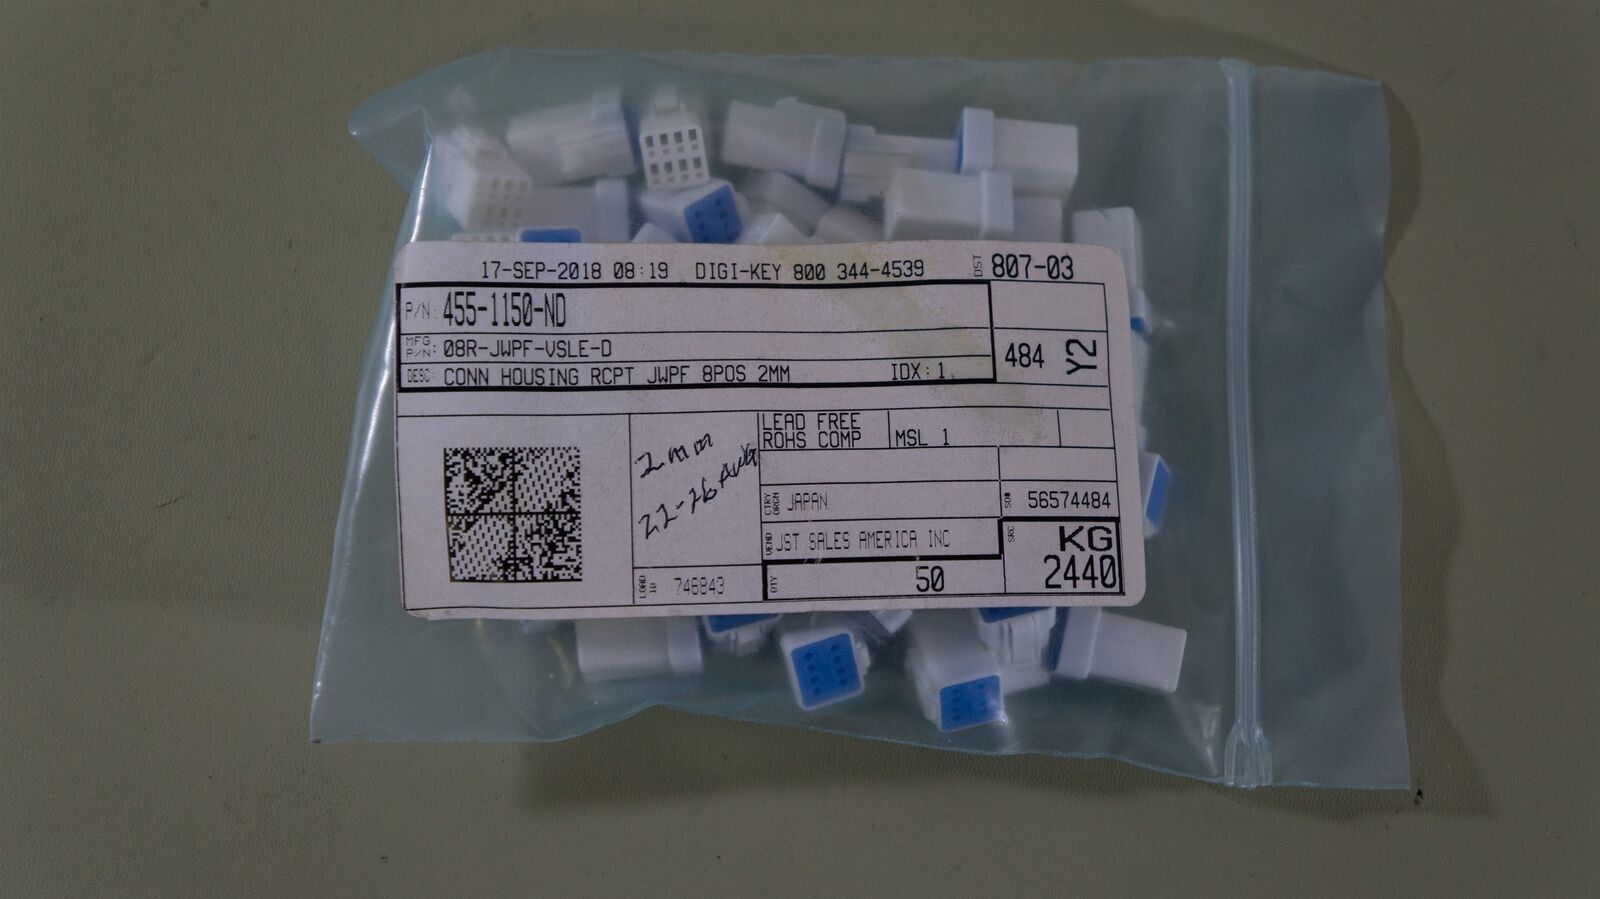 17-SEP-2018 08:19 DIGI-KEY 800 344-4539 DST 807-03
P/N: 455-1150-ND
MFG P/N: 08R-JWPF-VSLE-D
484 Y2
DESC: CONN HOUSING RCPT JWPF 8POS 2MM IDX: 1
LEAD FREE
ROHS COMP MSL 1
2mm
22-26 AWG
CTRY ORGN JAPAN SO# 56574484
VEND JST SALES AMERICA INC SRC KG
2440
LOAD ID 746843 QTY 50